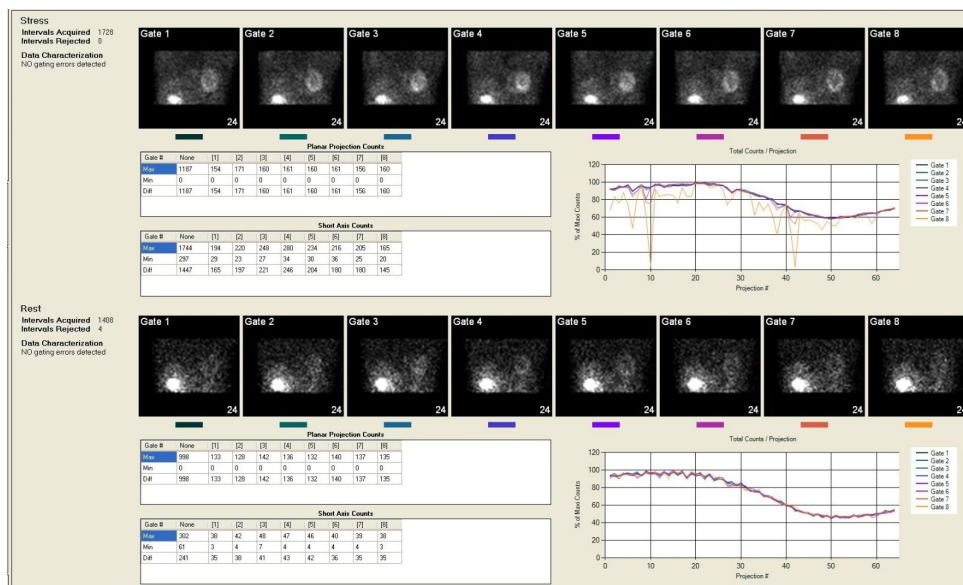 Stress
Intervals Acquired 1728
Intervals Rejected 0
Data Characterization
NO gating errors detected
Gate 1 Gate 2 Gate 3 Gate 4 Gate 5 Gate 6 Gate 7 Gate 8
24 24 24 24 24 24 24 24
Planar Projection Counts
Gate # None [1] [2] [3] [4] [5] [6] [7] [8]
Max 1187 154 171 160 161 160 161 156 160
Min 0 0 0 0 0 0 0 0 0
Diff 1187 154 171 160 161 160 161 156 160
Short Axis Counts
Gate # None [1] [2] [3] [4] [5] [6] [7] [8]
Max 1744 194 220 248 280 234 216 205 165
Min 297 29 23 27 34 30 36 25 20
Diff 1447 165 197 221 246 204 180 180 145
Total Counts / Projection
% of Maxi Counts
120
100
80
60
40
20
0
0 10 20 30 40 50 60
Projection #
Gate 1
Gate 2
Gate 3
Gate 4
Gate 5
Gate 6
Gate 7
Gate 8
Rest
Intervals Acquired 1408
Intervals Rejected 4
Data Characterization
NO gating errors detected
Gate 1 Gate 2 Gate 3 Gate 4 Gate 5 Gate 6 Gate 7 Gate 8
24 24 24 24 24 24 24 24
Planar Projection Counts
Gate # None [1] [2] [3] [4] [5] [6] [7] [8]
Max 998 133 128 142 136 132 140 137 135
Min 0 0 0 0 0 0 0 0 0
Diff 998 133 128 142 136 132 140 137 135
Short Axis Counts
Gate # None [1] [2] [3] [4] [5] [6] [7] [8]
Max 302 38 42 48 47 46 40 39 38
Min 61 3 4 7 4 4 4 4 3
Diff 241 35 38 41 43 42 36 35 35
Total Counts / Projection
% of Maxi Counts
120
100
80
60
40
20
0
0 10 20 30 40 50 60
Projection #
Gate 1
Gate 2
Gate 3
Gate 4
Gate 5
Gate 6
Gate 7
Gate 8